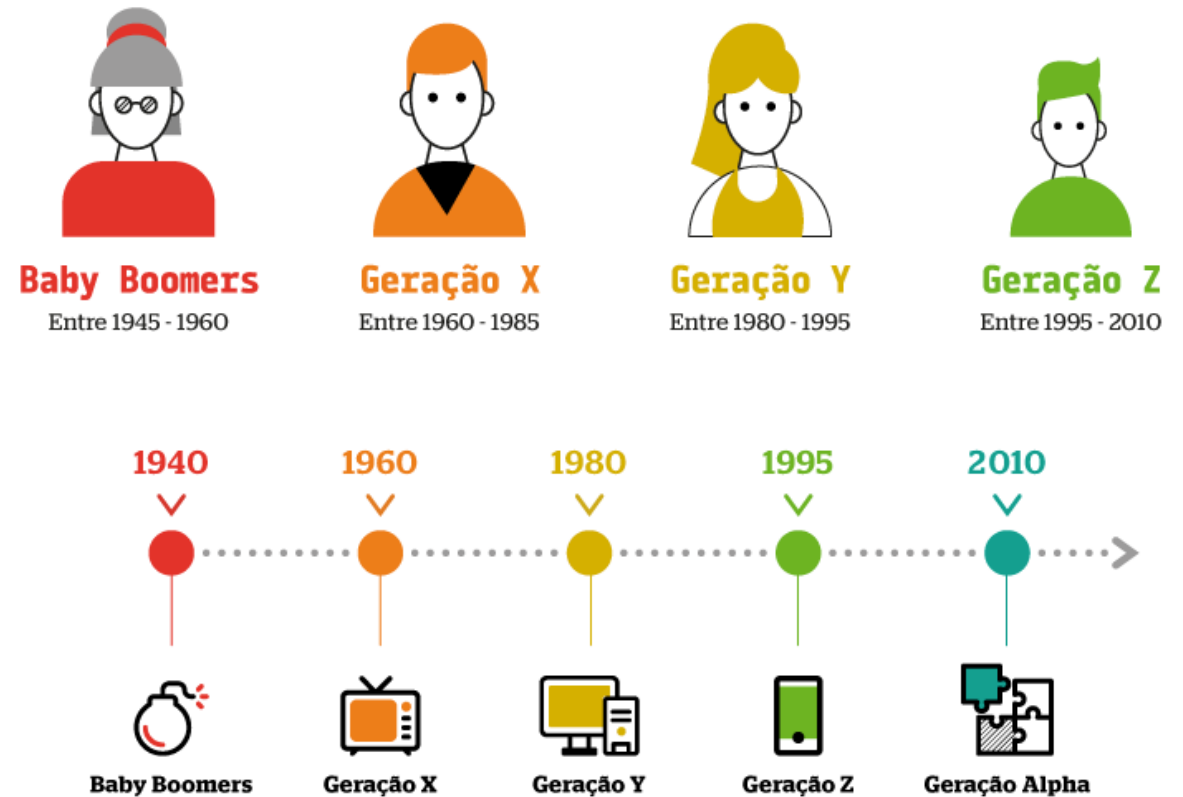 Baby Boomers
Entre 1945 - 1960
Geração X
Entre 1960 - 1985
Geração Y
Entre 1980 - 1995
Geração Z
Entre 1995 - 2010
1940
1960
1980
1995
2010
Baby Boomers
Geração X
Geração Y
Geração Z
Geração Alpha